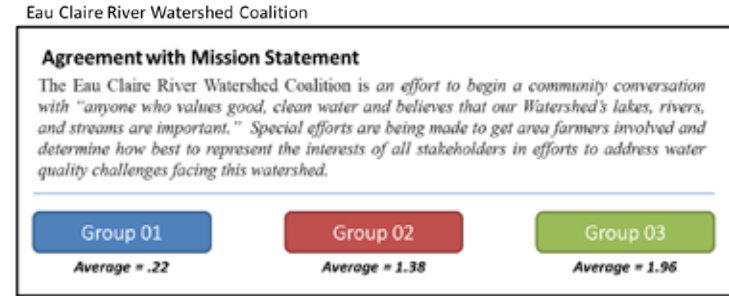 Eau Claire River Watershed Coalition
Agreement with Mission Statement
The Eau Claire River Watershed Coalition is an effort to begin a community conversation
with "anyone who values good, clean water and believes that our Watershed's lakes, rivers,
and streams are important." Special efforts are being made to get area farmers involved and
determine how best to represent the interests of all stakeholders in efforts to address water
quality challenges facing this watershed.
Group 01 Group 02 Group 03
Average = .22 Average = 1.38 Average = 1.96